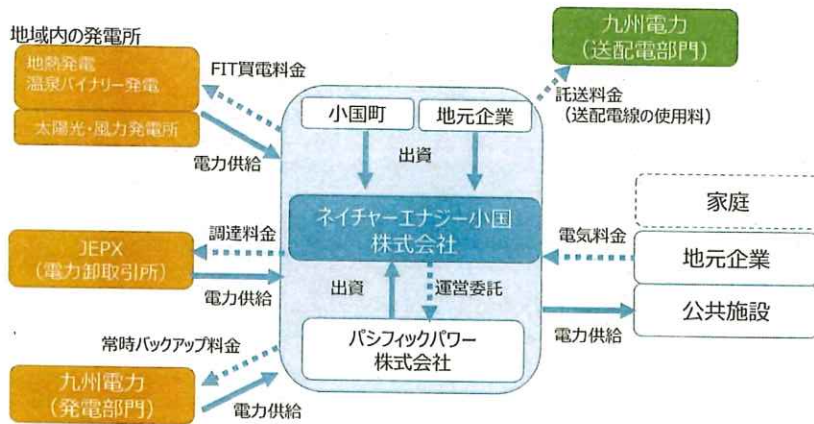 地域内の発電所
地熱発電
温泉バイナリー発電
太陽光・風力発電所
FIT買電料金
電力供給
九州電力
(送配電部門)
託送料金
(送配電線の使用料)
小国町
地元企業
出資
ネイチャーエナジー小国
株式会社
出資
運営委託
パシフィックパワー
株式会社
JEPX
(電力卸取引所)
調達料金
電力供給
常時バックアップ料金
九州電力
(発電部門)
電力供給
電気料金
電力供給
家庭
地元企業
公共施設